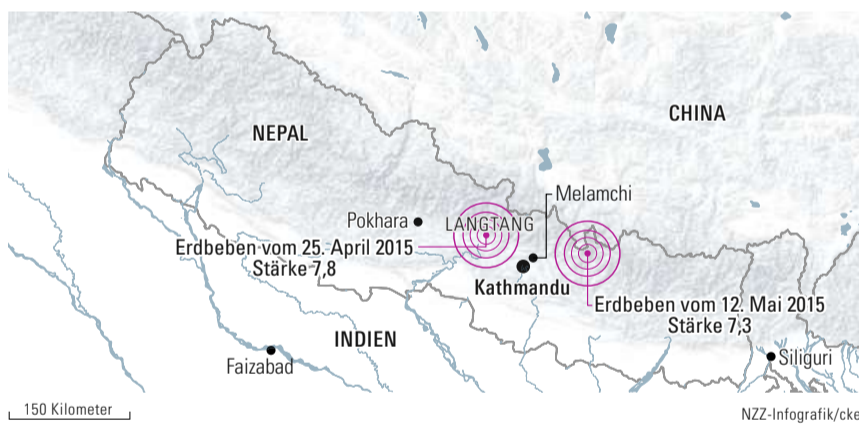 CHINA
NEPAL
Melamchi
Pokhara
LANGTANG
Erdbeben vom 25. April 2015
Stärke 7,8
Kathmandu
Erdbeben vom 12. Mai 2015
Stärke 7,3
INDIEN
Faizabad
Siliguri
150 Kilometer
NZZ-Infografik/cke